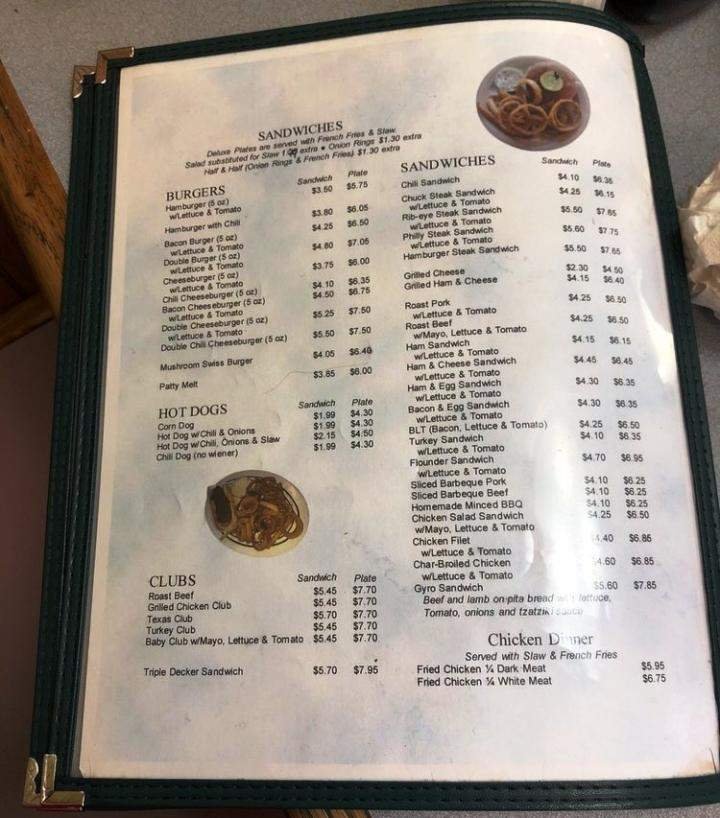 SANDWICHES
Deluxe Plates are served with French Fries & Slaw
Salad substituted for Slaw extra • Onion Rings $1.30 extra
Half & Half (Onion Rings & French Fries) $1.30 extra
BURGERS Sandwich Plate
Hamburger (5 oz) $3.50 $5.75
w/Lettuce & Tomato
Hamburger with Chili $3.80 $6.05
Bacon Burger (5 oz) $4.25 $6.50
w/Lettuce & Tomato
Double Burger (5 oz) $4.80 $7.05
w/Lettuce & Tomato
Cheeseburger (5 oz) $3.75 $6.00
w/Lettuce & Tomato
Chili Cheeseburger (5 oz) $4.10 $6.35
Bacon Cheeseburger (5 oz) $4.50 $6.75
w/Lettuce & Tomato
Double Cheeseburger (5 oz) $5.25 $7.50
w/Lettuce & Tomato
Double Chili Cheeseburger (5 oz) $5.50 $7.50
Mushroom Swiss Burger $4.05 $6.40
Patty Melt $3.85 $6.00
HOT DOGS Sandwich Plate
Corn Dog $1.99 $4.30
Hot Dog w/Chili & Onions $1.99 $4.30
Hot Dog w/Chili, Onions & Slaw $2.15 $4.50
Chili Dog (no wiener) $1.99 $4.30
CLUBS Sandwich Plate
Roast Beef $5.45 $7.70
Grilled Chicken Club $5.45 $7.70
Texas Club $5.70 $7.70
Turkey Club $5.45 $7.70
Baby Club w/Mayo, Lettuce & Tomato $5.45 $7.70
Triple Decker Sandwich $5.70 $7.95
SANDWICHES Sandwich Plate
Chili Sandwich $4.10 $6.35
Chuck Steak Sandwich $4.25 $6.15
w/Lettuce & Tomato
Rib-eye Steak Sandwich $5.50 $7.65
w/Lettuce & Tomato
Philly Steak Sandwich $5.60 $7.75
w/Lettuce & Tomato
Hamburger Steak Sandwich $5.50 $7.65
Grilled Cheese $2.30 $4.50
Grilled Ham & Cheese $4.15 $6.40
Roast Pork $4.25 $6.50
w/Lettuce & Tomato
Roast Beef $4.25 $6.50
w/Mayo, Lettuce & Tomato
Ham Sandwich $4.15 $6.15
w/Lettuce & Tomato
Ham & Cheese Sandwich $4.45 $6.45
w/Lettuce & Tomato
Ham & Egg Sandwich $4.30 $6.35
w/Lettuce & Tomato
Bacon & Egg Sandwich $4.30 $6.35
w/Lettuce & Tomato
BLT (Bacon, Lettuce & Tomato) $4.25 $6.50
Turkey Sandwich $4.10 $6.35
w/Lettuce & Tomato
Flounder Sandwich $4.70 $6.95
w/Lettuce & Tomato
Sliced Barbeque Pork $4.10 $6.25
Sliced Barbeque Beef $4.10 $6.25
Homemade Minced BBQ $4.10 $6.25
Chicken Salad Sandwich $4.25 $6.50
w/Mayo, Lettuce & Tomato
Chicken Filet 4.40 $6.85
w/Lettuce & Tomato
Char-Broiled Chicken 4.60 $6.85
w/Lettuce & Tomato
Gyro Sandwich $5.60 $7.85
Beef and lamb on pita bread with lettuce,
Tomato, onions and tzatziki sauce
Chicken Dinner
Served with Slaw & French Fries
Fried Chicken ¼ Dark Meat $5.95
Fried Chicken ¼ White Meat $6.75